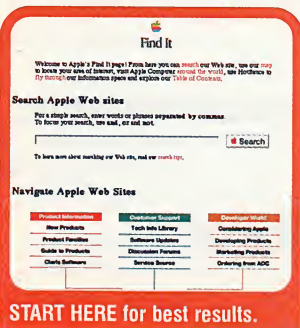 Find It
Welcome to Apple's Find It page! From here you can search our Web site, use our map
to locate your area of interest, visit Apple Computer around the world, use HotSauce to
fly through our information space and explore our Table of Contents.
Search Apple Web sites
For a simple search, enter words or phrases separated by commas.
To focus your search, use and, or and not.
Search
To learn more about searching our Web site, read our search tips.
Navigate Apple Web Sites
Product Information Customer Support Developer World
New Products Tech Info Library Considering Apple
Product Families Software Updates Developing Products
Guide to Products Discussion Forums Marketing Products
Claris Software Service Source Ordering from ADC
START HERE for best results.